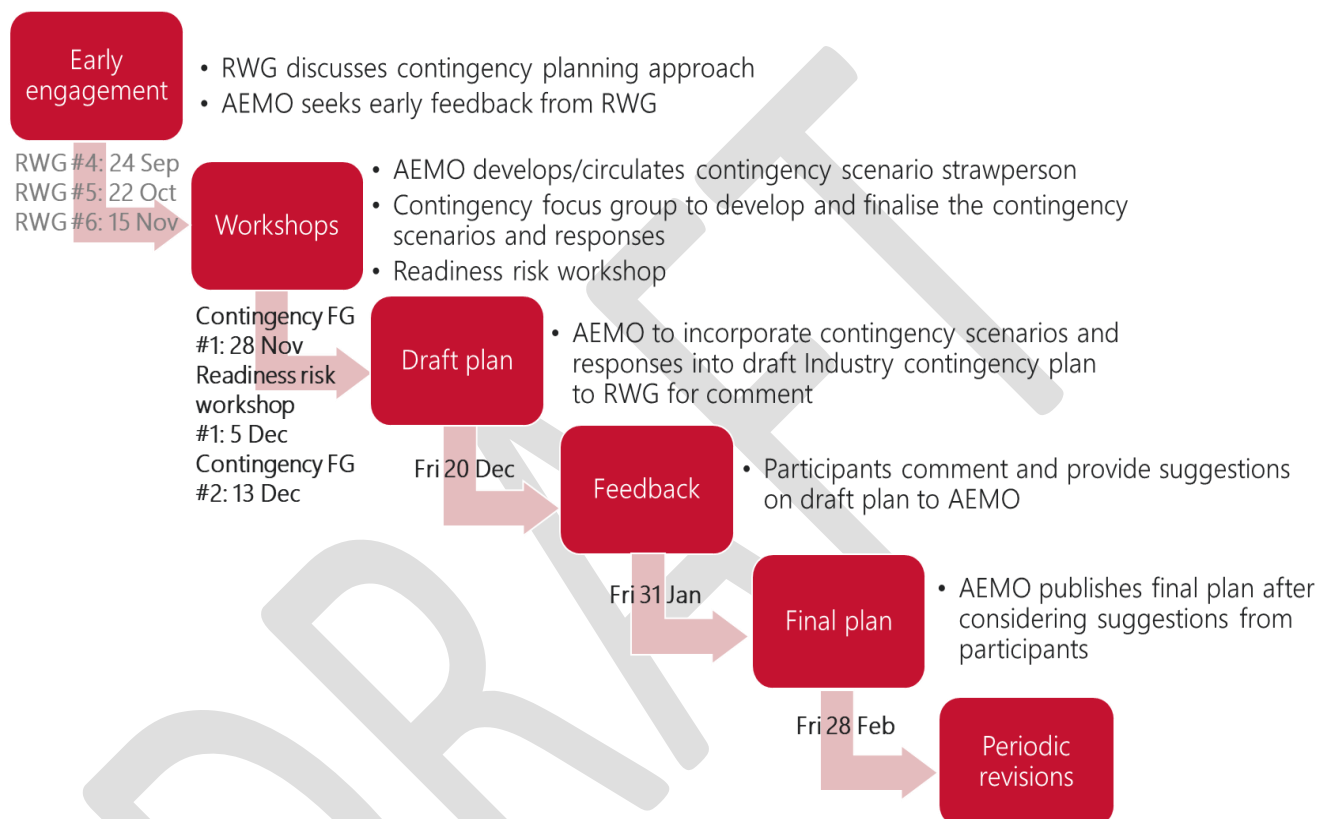 Early
engagement
• RWG discusses contingency planning approach
• AEMO seeks early feedback from RWG
RWG #4: 24 Sep
RWG #5: 22 Oct
RWG #6: 15 Nov
Workshops
• AEMO develops/circulates contingency scenario strawperson
• Contingency focus group to develop and finalise the contingency
scenarios and responses
• Readiness risk workshop
Contingency FG
#1: 28 Nov
Readiness risk
workshop
#1: 5 Dec
Contingency FG
#2: 13 Dec
Draft plan
• AEMO to incorporate contingency scenarios and
responses into draft Industry contingency plan
to RWG for comment
Fri 20 Dec
Feedback
• Participants comment and provide suggestions
on draft plan to AEMO
Fri 31 Jan
Final plan
• AEMO publishes final plan after
considering suggestions from
participants
Fri 28 Feb
Periodic
revisions
DRAFT